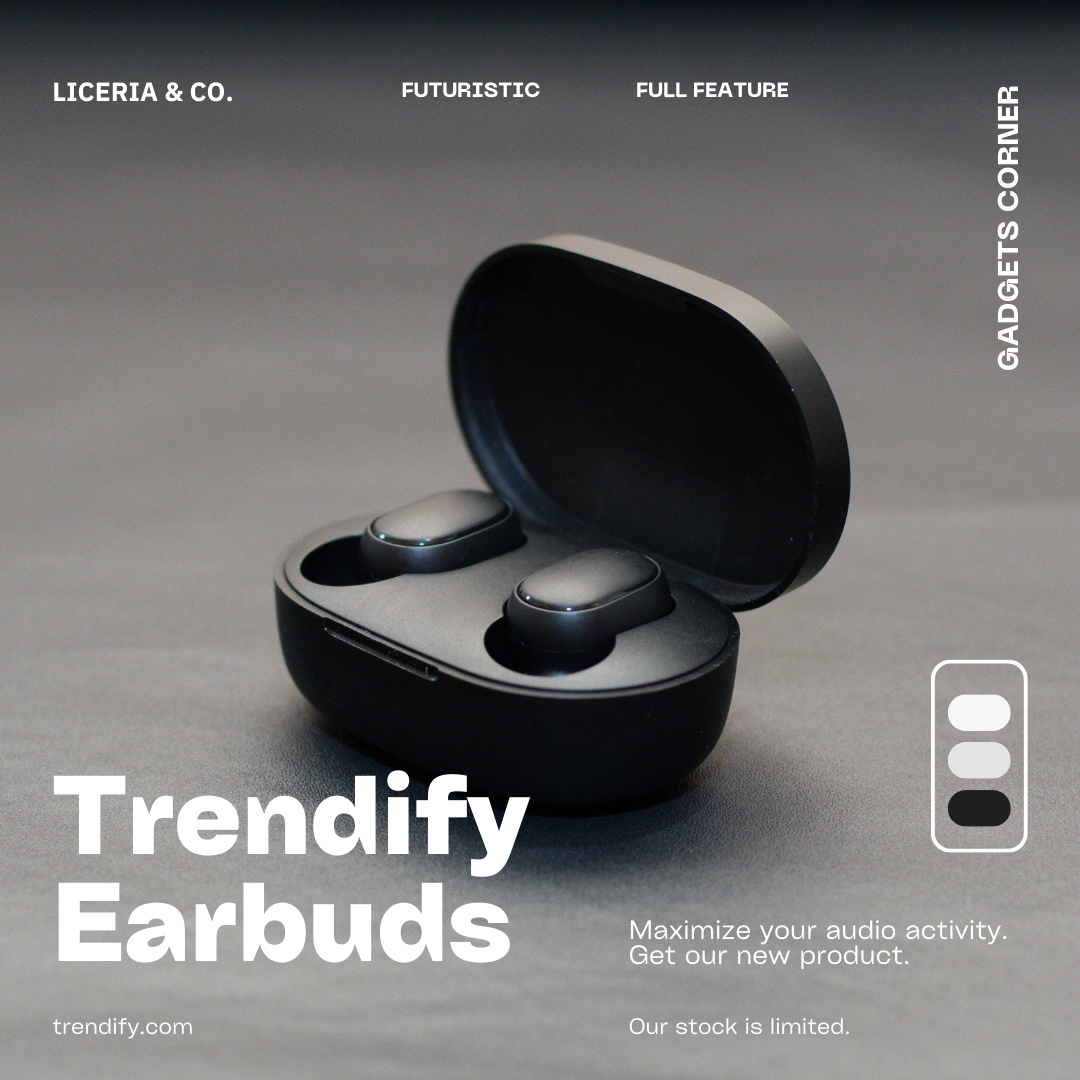 LICERIA & CO.
FUTURISTIC
FULL FEATURE
GADGETS CORNER
Trendify
Earbuds
Maximize your audio activity.
Get our new product.
trendify.com
Our stock is limited.